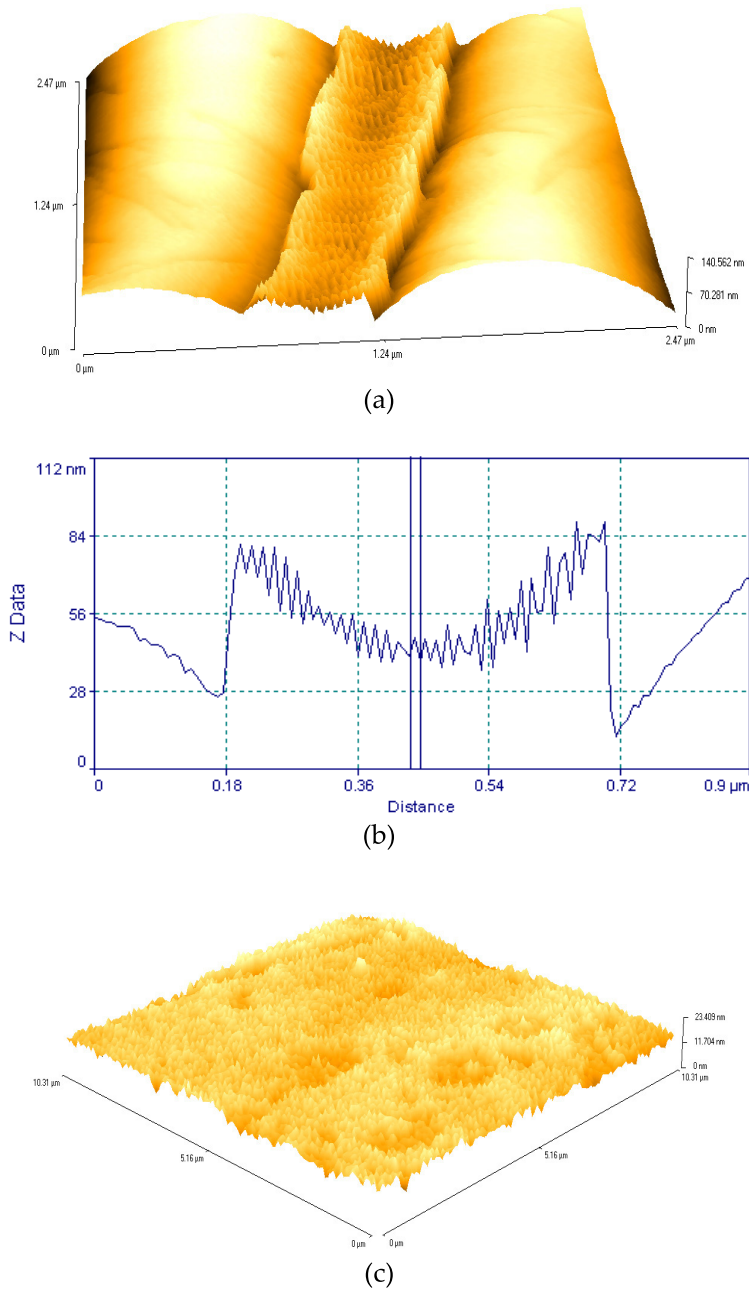 2.47 µm
1.24 µm
0 µm
0 µm
1.24 µm
2.47 µm
140.562 nm
70.281 nm
0 nm
(a)
112 nm
84
56
28
0
Z Data
0 0.18 0.36 0.54 0.72 0.9 µm
Distance
(b)
23.409 nm
11.704 nm
0 nm
10.31 µm
10.31 µm
5.16 µm
5.16 µm
0 µm
0 µm
(c)